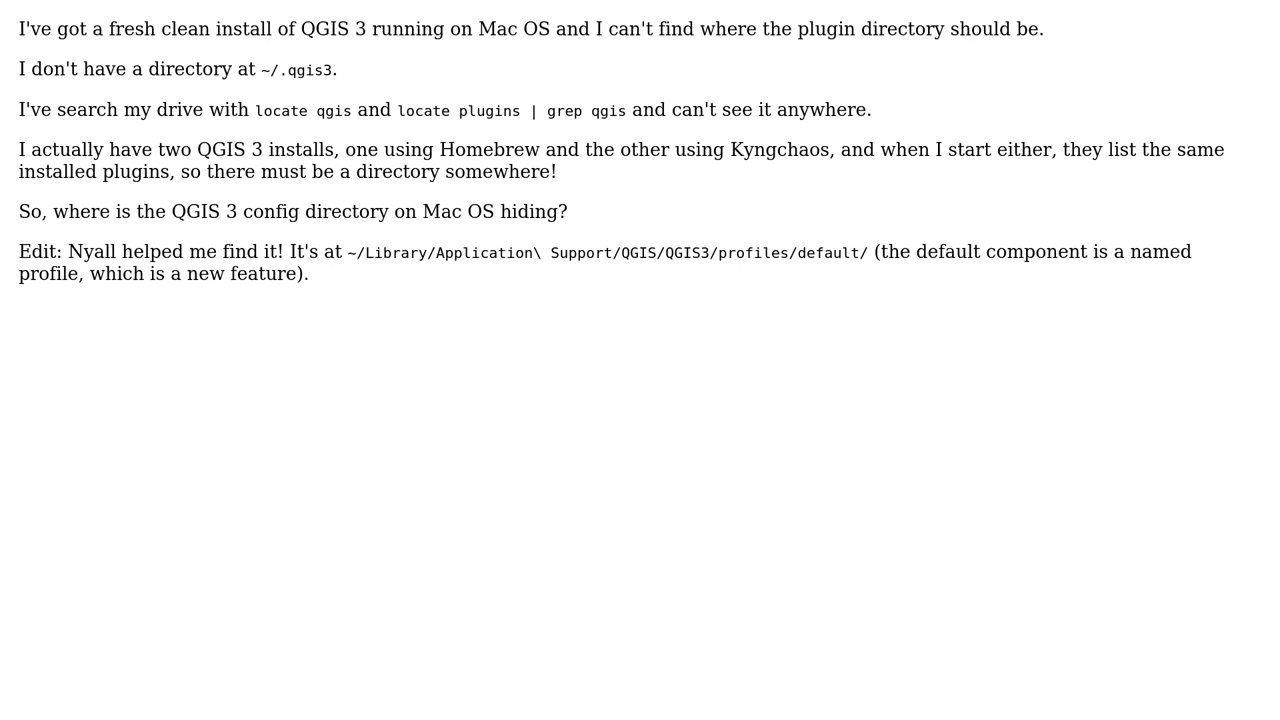 I've got a fresh clean install of QGIS 3 running on Mac OS and I can't find where the plugin directory should be.
I don't have a directory at ~/.qgis3.
I've search my drive with locate qgis and locate plugins | grep qgis and can't see it anywhere.
I actually have two QGIS 3 installs, one using Homebrew and the other using Kyngchaos, and when I start either, they list the same
installed plugins, so there must be a directory somewhere!
So, where is the QGIS 3 config directory on Mac OS hiding?
Edit: Nyall helped me find it! It's at ~/Library/Application\ Support/QGIS/QGIS3/profiles/default/ (the default component is a named
profile, which is a new feature).